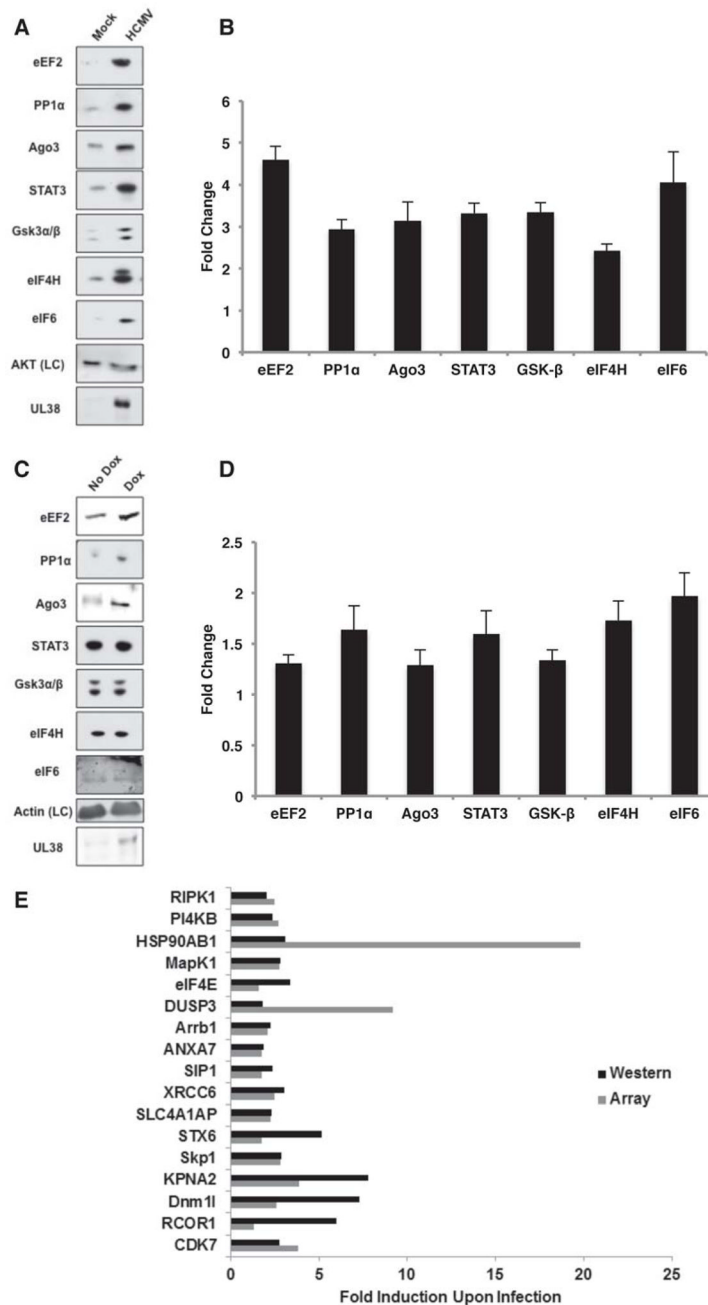 A
Mock
HCMV
eEF2
PP1α
Ago3
STAT3
Gsk3α/β
eIF4H
eIF6
AKT (LC)
UL38
B
Fold Change
6
5
4
3
2
1
0
eEF2 PP1α Ago3 STAT3 GSK-β eIF4H eIF6
C
No Dox
Dox
eEF2
PP1α
Ago3
STAT3
Gsk3α/β
eIF4H
eIF6
Actin (LC)
UL38
D
Fold Change
2.5
2
1.5
1
0.5
0
eEF2 PP1α Ago3 STAT3 GSK-β eIF4H eIF6
E
RIPK1
PI4KB
HSP90AB1
MapK1
eIF4E
DUSP3
Arrb1
ANXA7
SIP1
XRCC6
SLC4A1AP
STX6
Skp1
KPNA2
Dnm1l
RCOR1
CDK7
Western
Array
0 5 10 15 20 25
Fold Induction Upon Infection